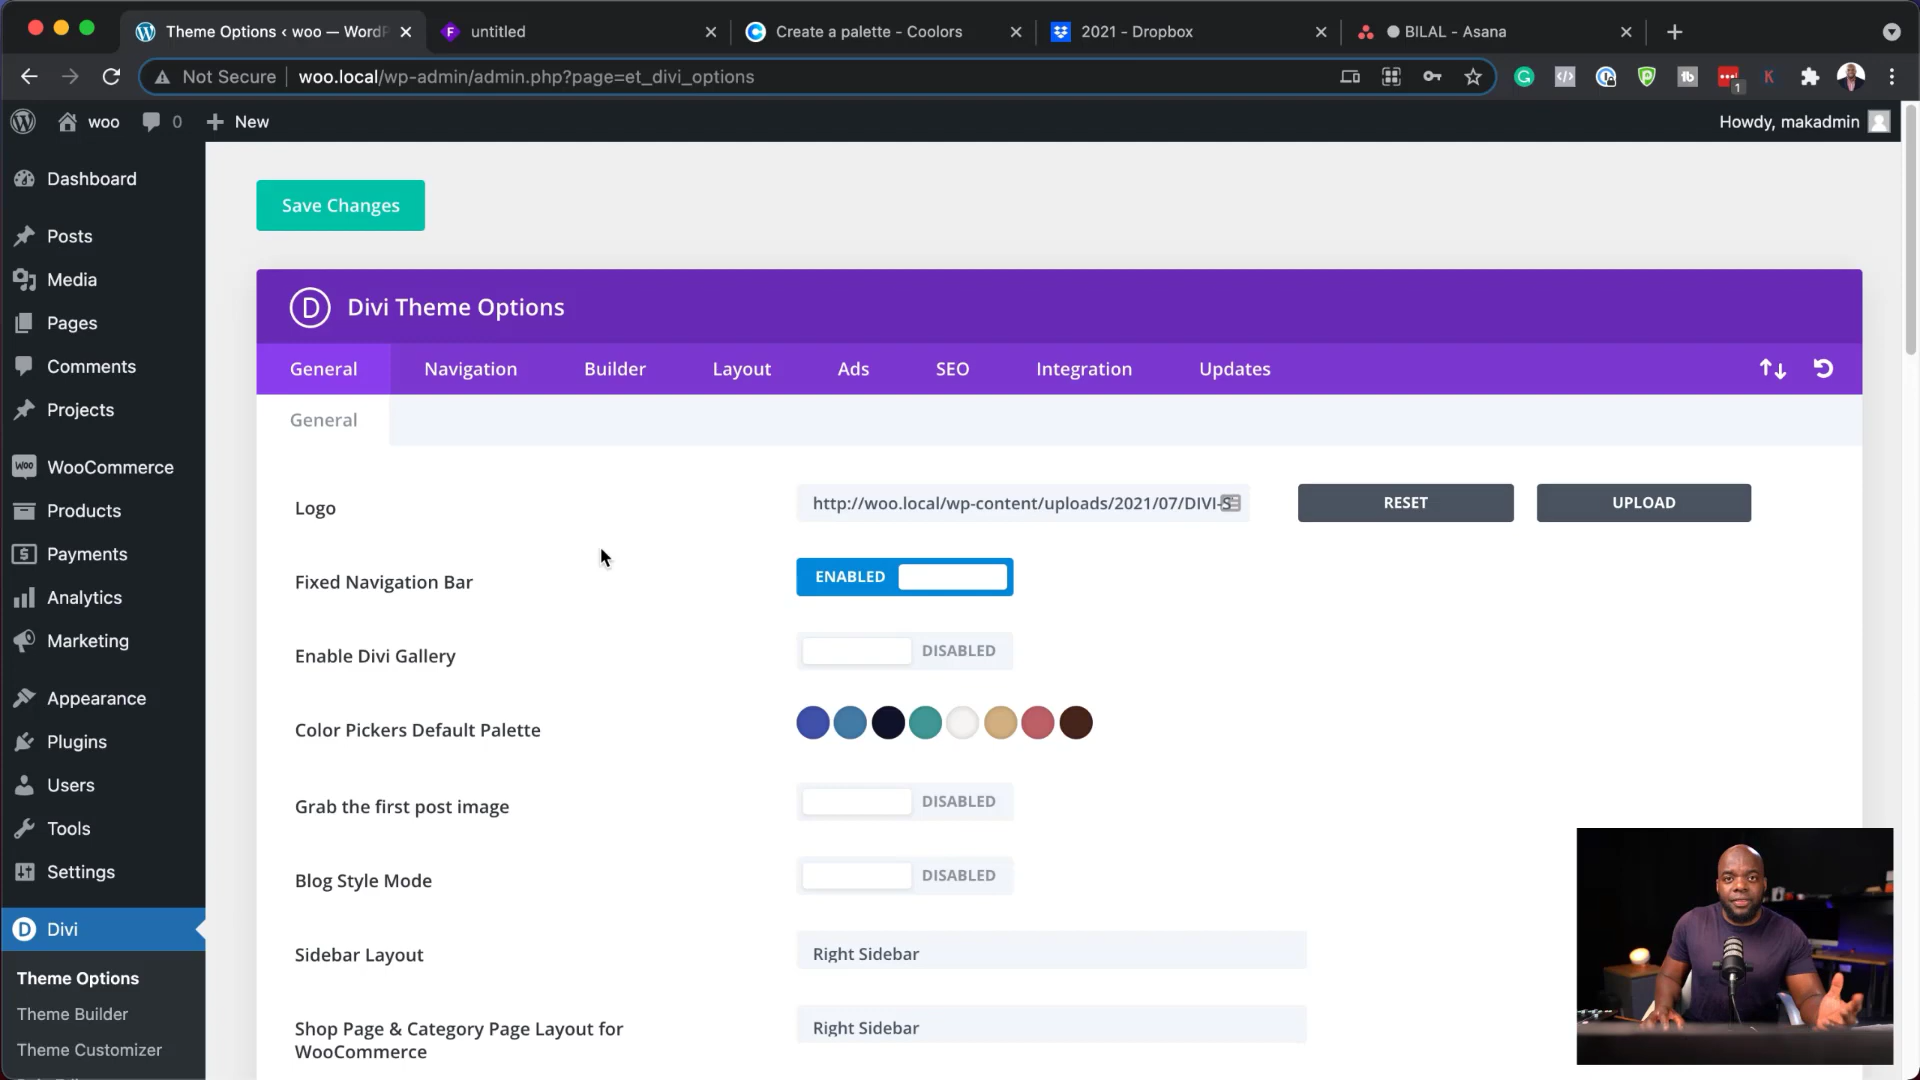 Theme Options ‹ woo — WordP
untitled
Create a palette - Coolors
2021 - Dropbox
BILAL - Asana
Not Secure
woo.local/wp-admin/admin.php?page=et_divi_options
1
woo
0
New
Howdy, makadmin
Dashboard
Posts
Media
Pages
Comments
Projects
WooCommerce
Products
Payments
Analytics
Marketing
Appearance
Plugins
Users
Tools
Settings
Divi
Theme Options
Theme Builder
Theme Customizer
Save Changes
Divi Theme Options
General
Navigation
Builder
Layout
Ads
SEO
Integration
Updates
General
Logo
http://woo.local/wp-content/uploads/2021/07/DIVI-S
RESET
UPLOAD
Fixed Navigation Bar
ENABLED
Enable Divi Gallery
DISABLED
Color Pickers Default Palette
Grab the first post image
DISABLED
Blog Style Mode
DISABLED
Sidebar Layout
Right Sidebar
Shop Page & Category Page Layout for
WooCommerce
Right Sidebar